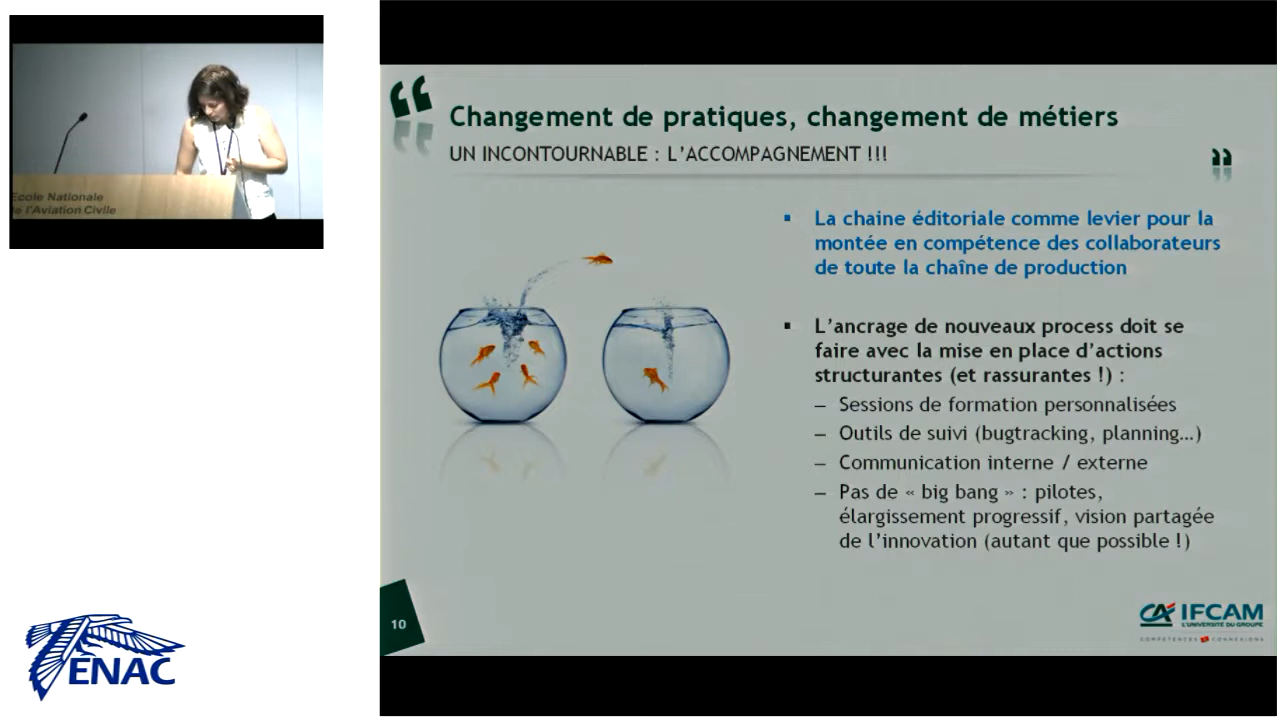 Ecole Nationale
de l'Aviation Civile
ENAC
Changement de pratiques, changement de métiers
UN INCONTOURNABLE : L'ACCOMPAGNEMENT !!!
La chaine éditoriale comme levier pour la
montée en compétence des collaborateurs
de toute la chaîne de production
L'ancrage de nouveaux process doit se
faire avec la mise en place d'actions
structurantes (et rassurantes !) :
– Sessions de formation personnalisées
– Outils de suivi (bugtracking, planning…)
– Communication interne / externe
– Pas de « big bang » : pilotes,
élargissement progressif, vision partagée
de l'innovation (autant que possible !)
10
CA IFCAM
L'UNIVERSITÉ DU GROUPE
COMPÉTENCES CONNEXIONS